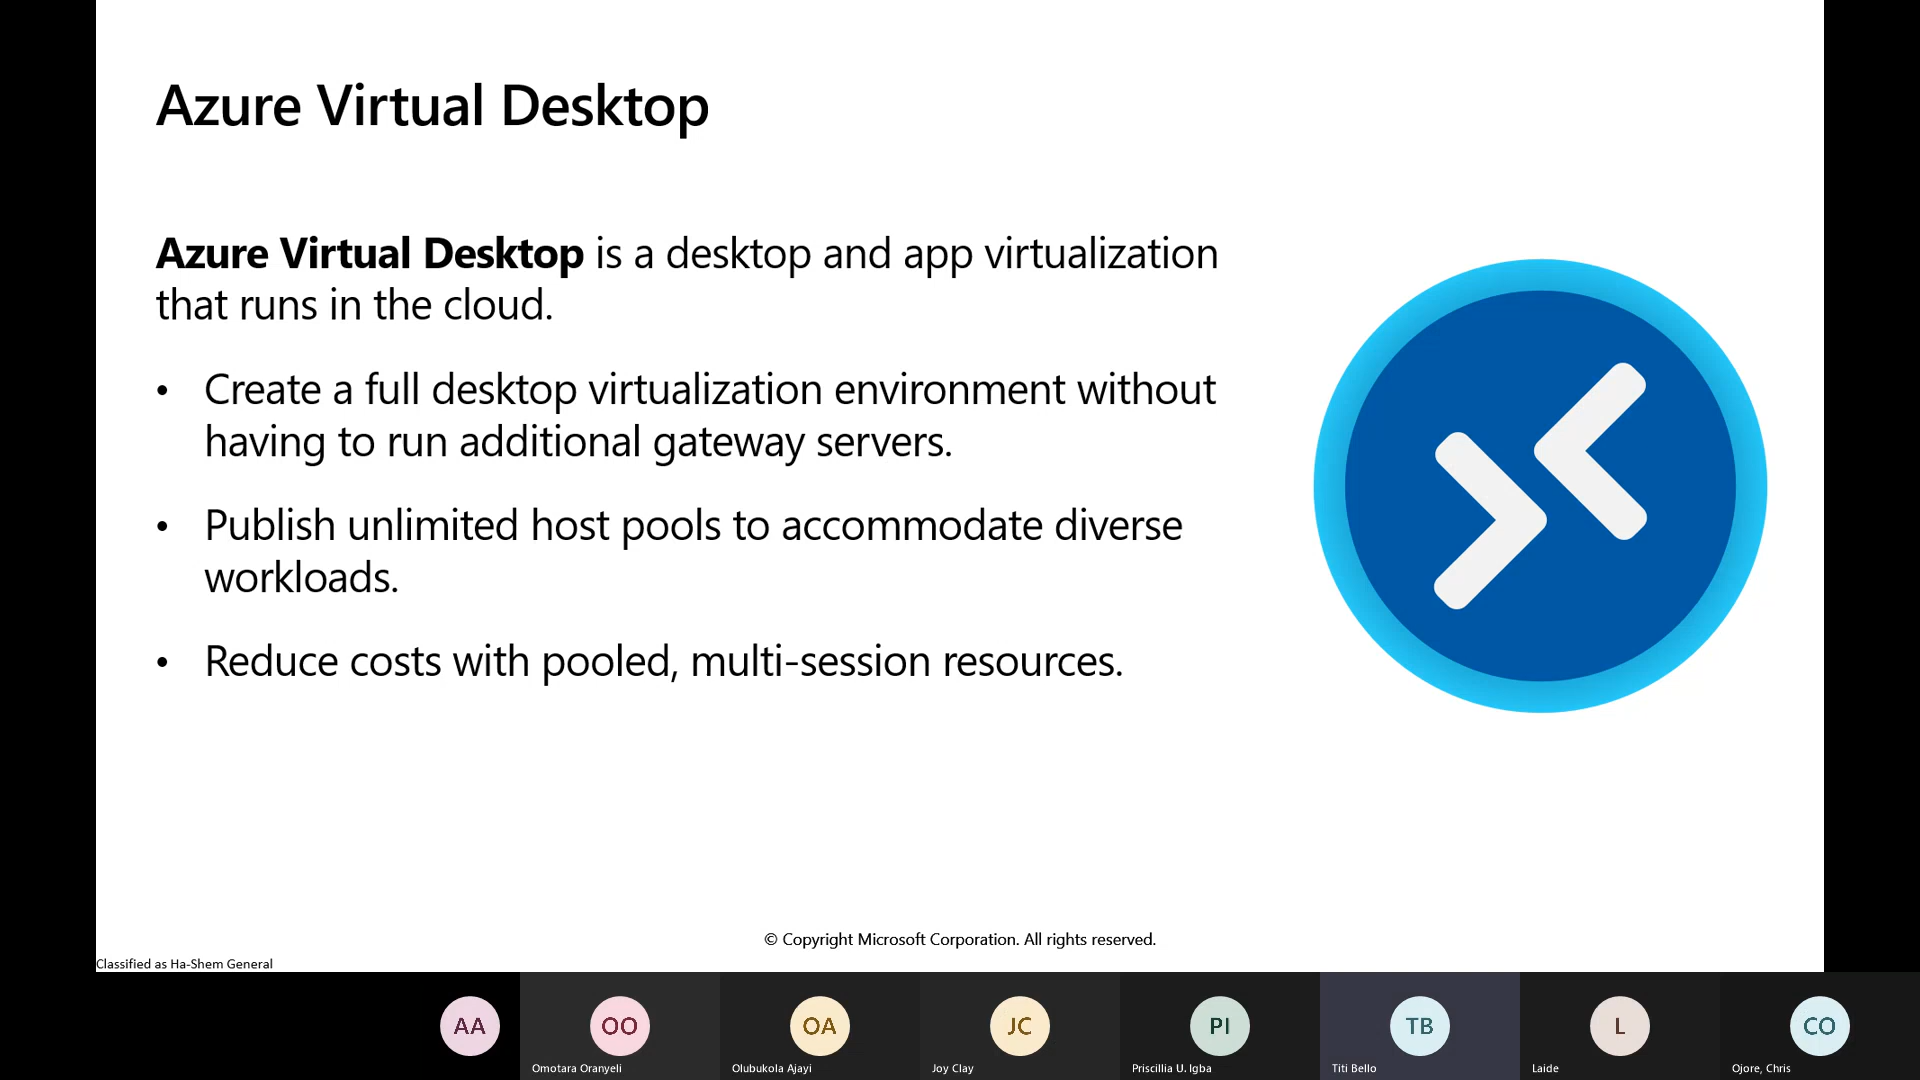 Azure Virtual Desktop
Azure Virtual Desktop is a desktop and app virtualization
that runs in the cloud.
• Create a full desktop virtualization environment without
having to run additional gateway servers.
• Publish unlimited host pools to accommodate diverse
workloads.
• Reduce costs with pooled, multi-session resources.
© Copyright Microsoft Corporation. All rights reserved.
Classified as Ha-Shem General
AA
OO
OA
JC
PI
TB
L
CO
Omotara Oranyeli
Olubukola Ajayi
Joy Clay
Priscillia U. Igba
Titi Bello
Laide
Ojore, Chris